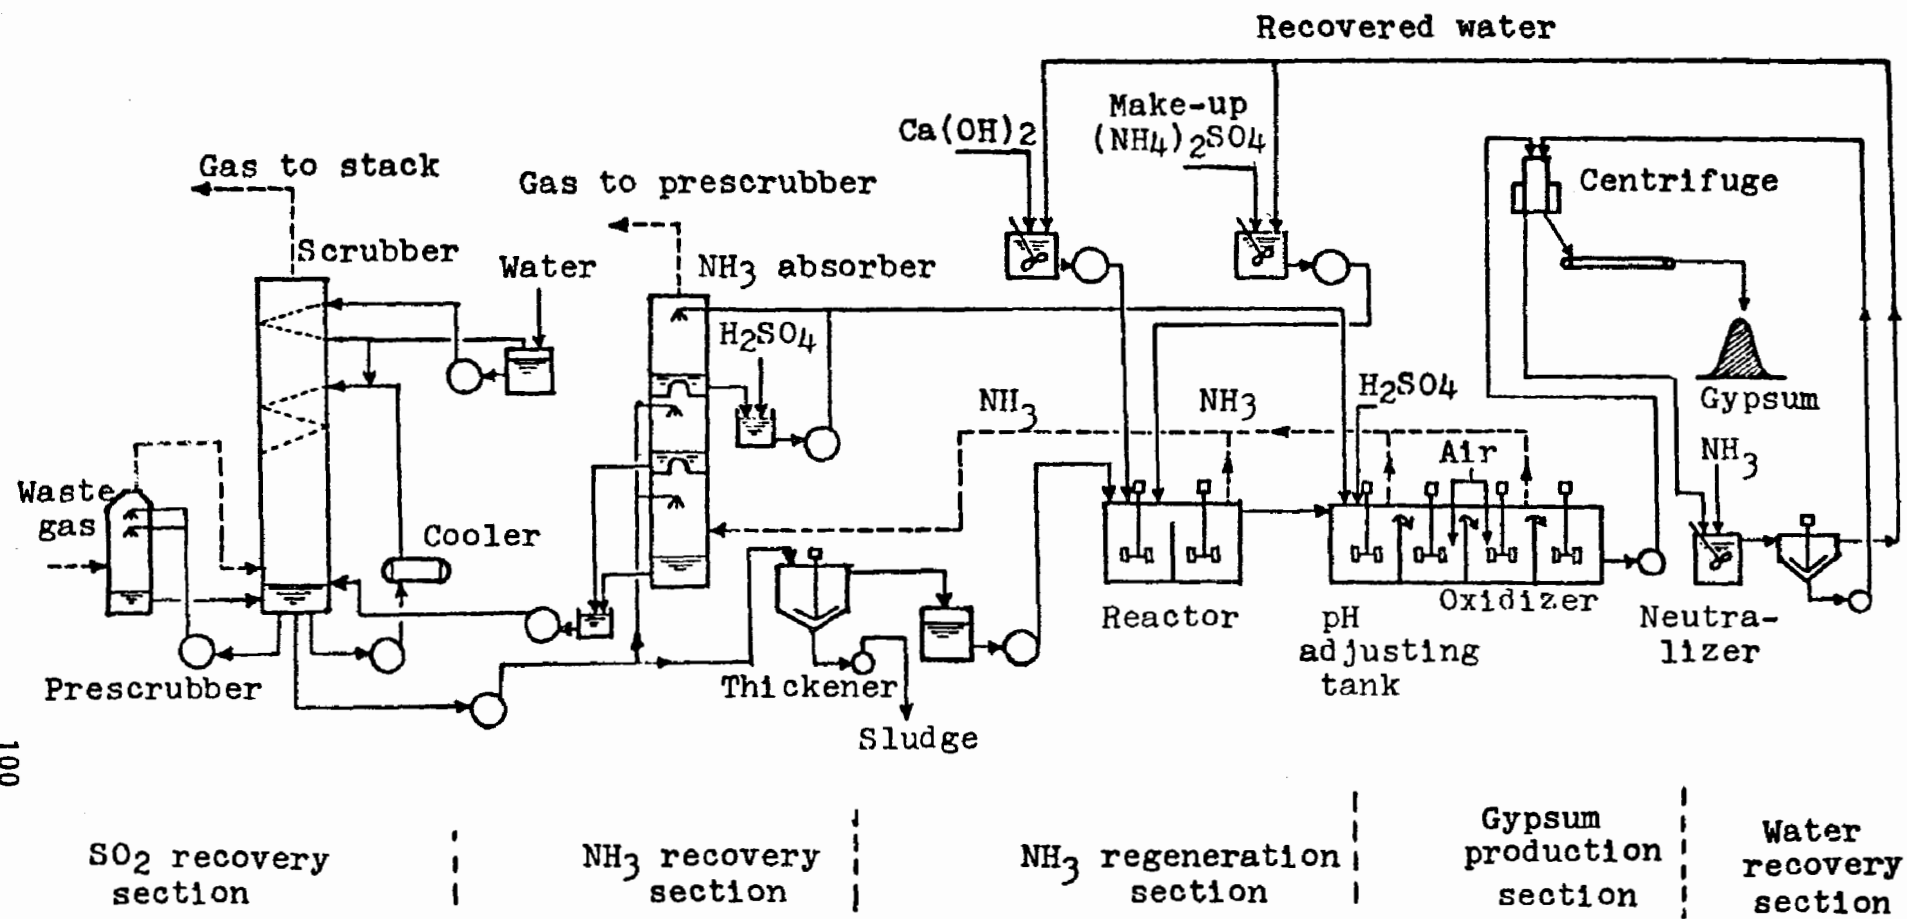 Recovered water
Make-up
Ca(OH)2
(NH4)2SO4
Gas to stack
Gas to prescrubber
Centrifuge
Scrubber
Water
NH3 absorber
H2SO4
H2SO4
NH3
NH3
Gypsum
Air
NH3
Waste
gas
Cooler
Reactor
Oxidizer
pH
adjusting
tank
Neutra-
lizer
Prescrubber
Thickener
Sludge
100
SO2 recovery
section
NH3 recovery
section
NH3 regeneration
section
Gypsum
production
section
Water
recovery
section